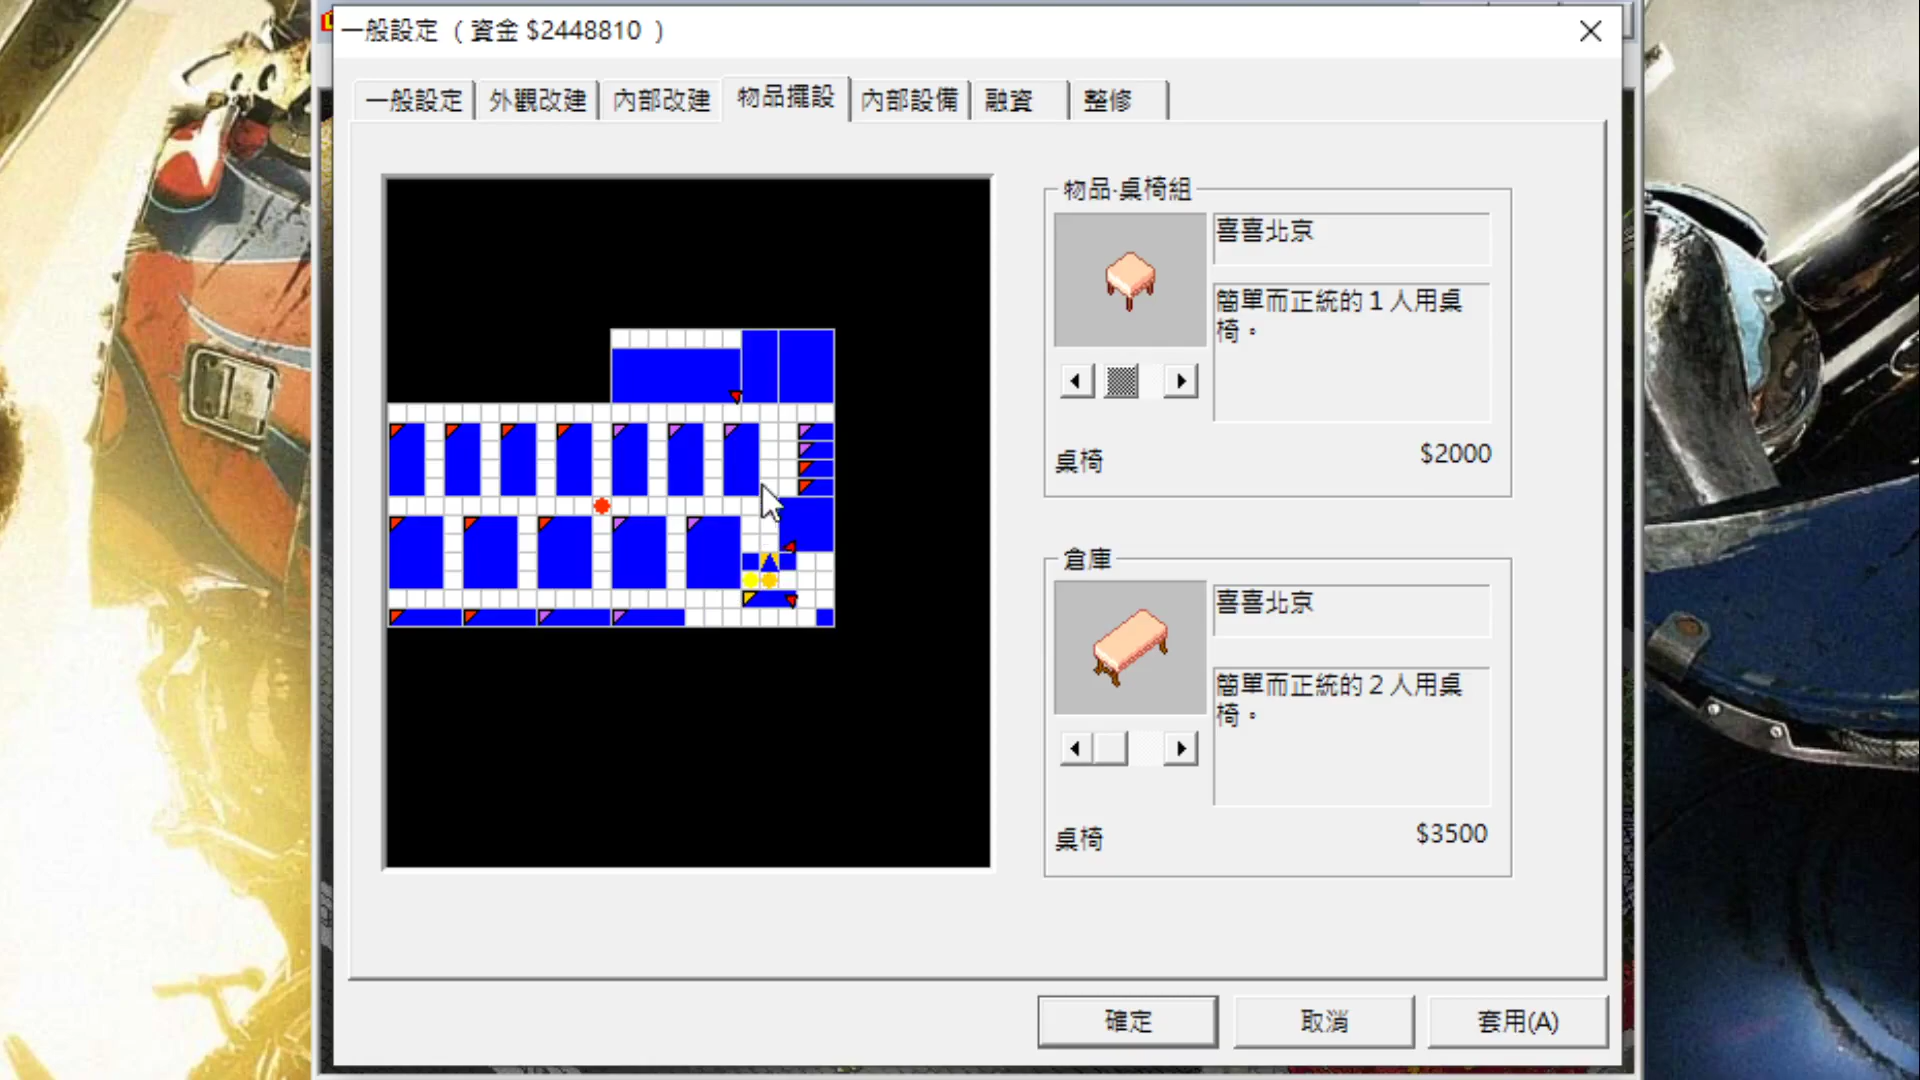 一般設定 （ 資金 $2448810 ）
一般設定 外觀改建 內部改建 物品擺設 內部設備 融資 整修
物品-桌椅組
喜喜北京
簡單而正統的１人用桌
椅。
桌椅 $2000
倉庫
喜喜北京
簡單而正統的２人用桌
椅。
桌椅 $3500
確定 取消 套用(A)